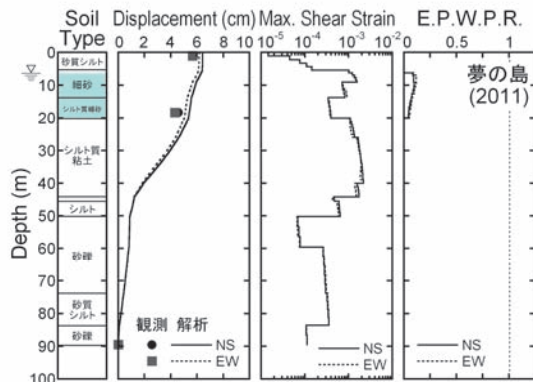 Soil
Type
Displacement (cm)
Max. Shear Strain
E.P.W.P.R.
0 2 4 6 8 10
10⁻⁵ 10⁻⁴ 10⁻³ 10⁻²
0 0.5 1
Depth (m)
0
10
20
30
40
50
60
70
80
90
100
砂質シルト
細砂
シルト質細砂
シルト質
粘土
シルト
砂礫
砂質
シルト
砂礫
観測 解析
NS
EW
NS
EW
夢の島
(2011)
NS
EW